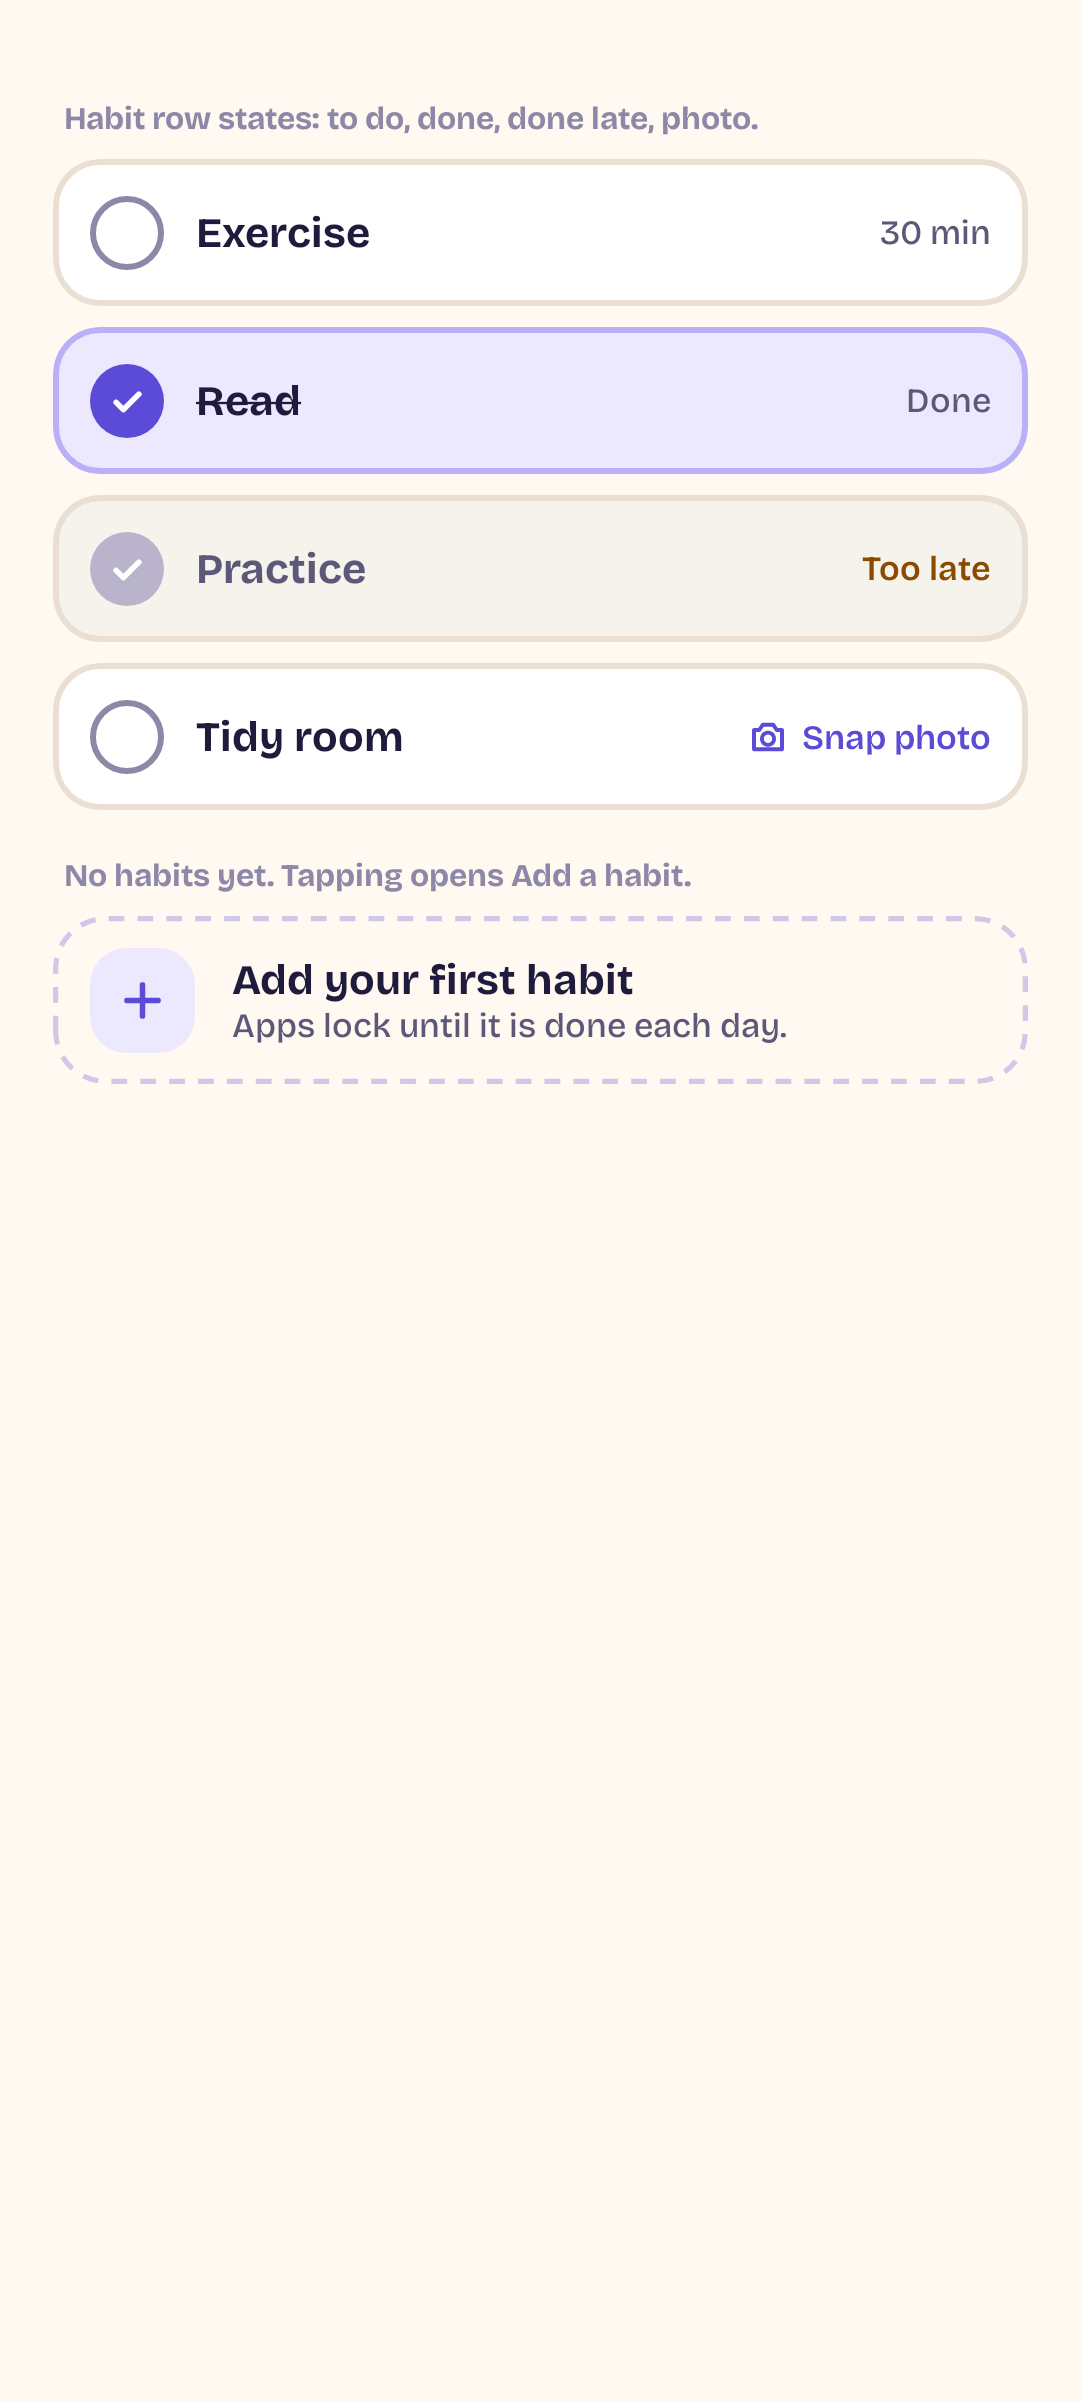 Habit row states: to do, done, done late, photo.
Exercise
30 min
Read
Done
Practice
Too late
Tidy room
Snap photo
No habits yet. Tapping opens Add a habit.
Add your first habit
Apps lock until it is done each day.